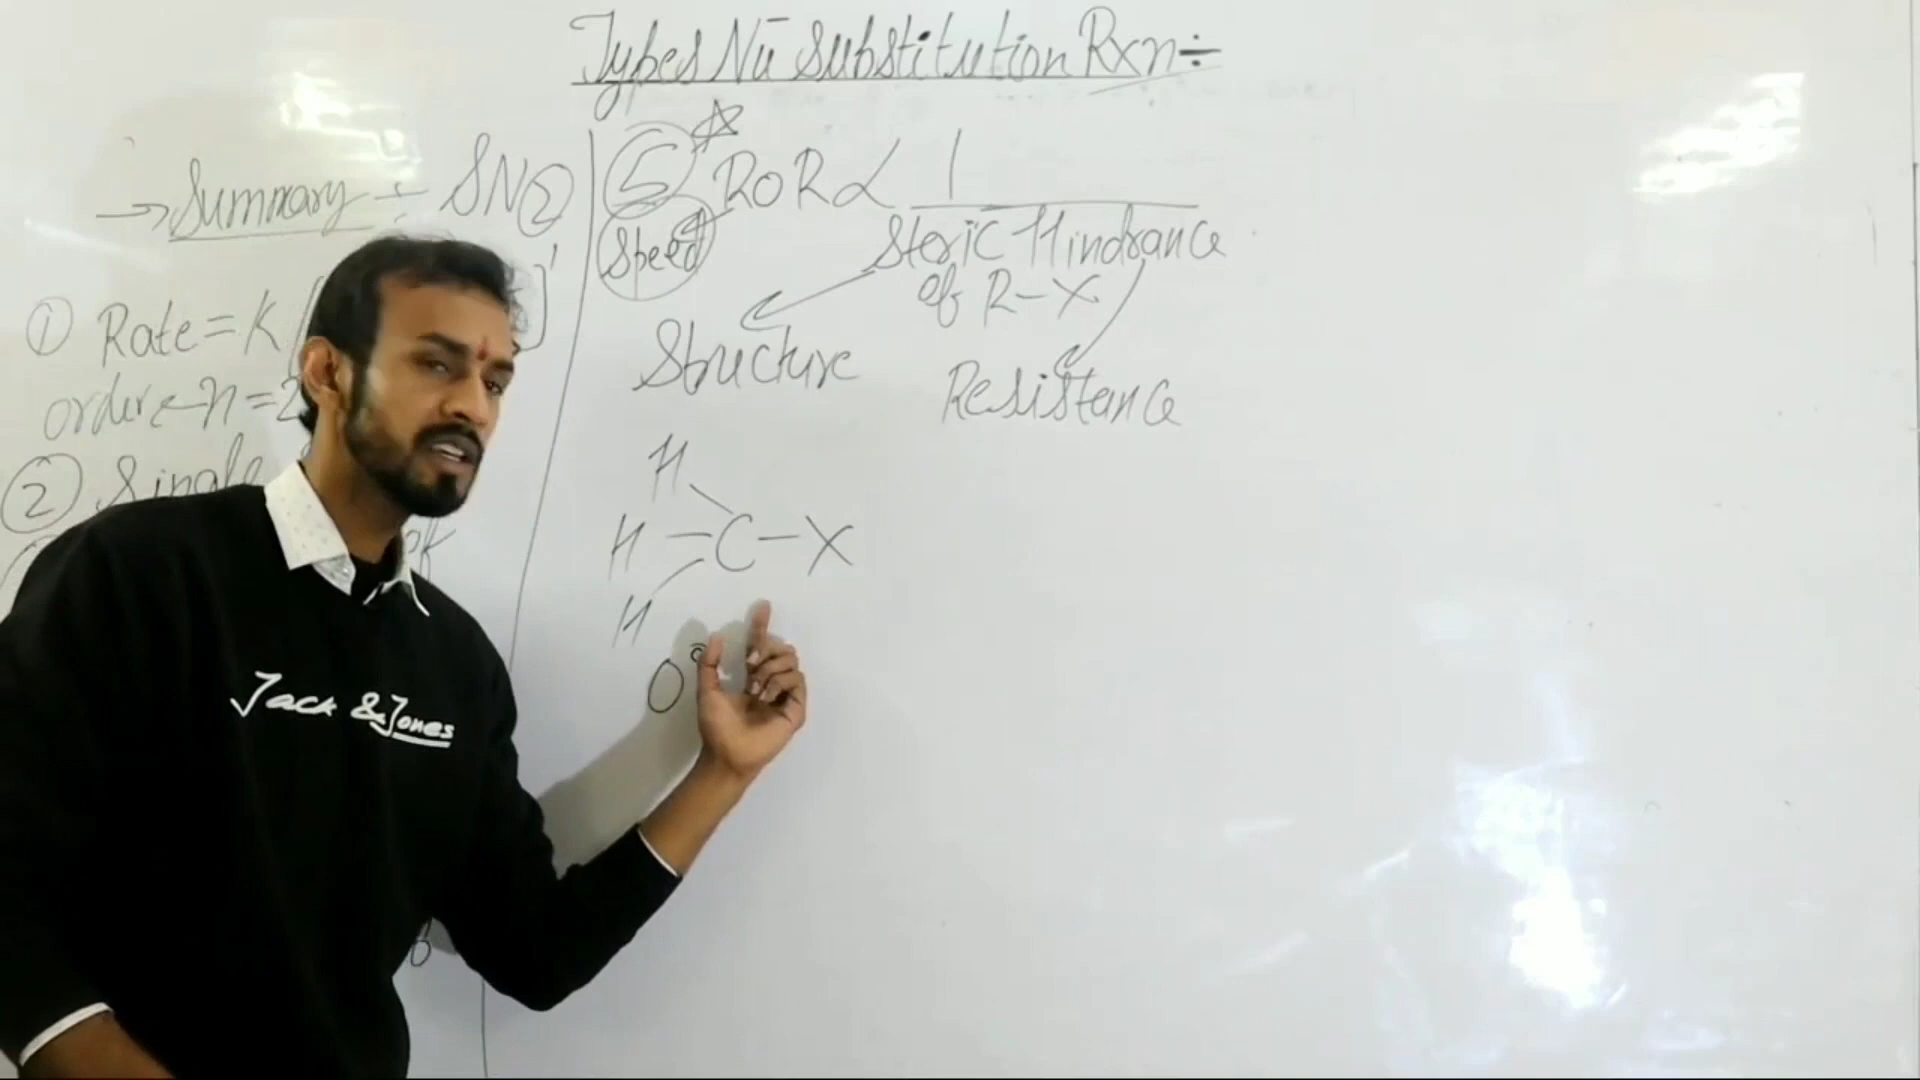 Types Nu Substitution Rxn ÷
→ Summary ÷ SN2
① Rate = K [ ]'
order ← n = 2
② Single
5 ☆ ROR ∝ 1
Speed
Steric Hindrance
of R-X
Structure
Resistance
H
H = C - X
H
0°
Jack & Jones